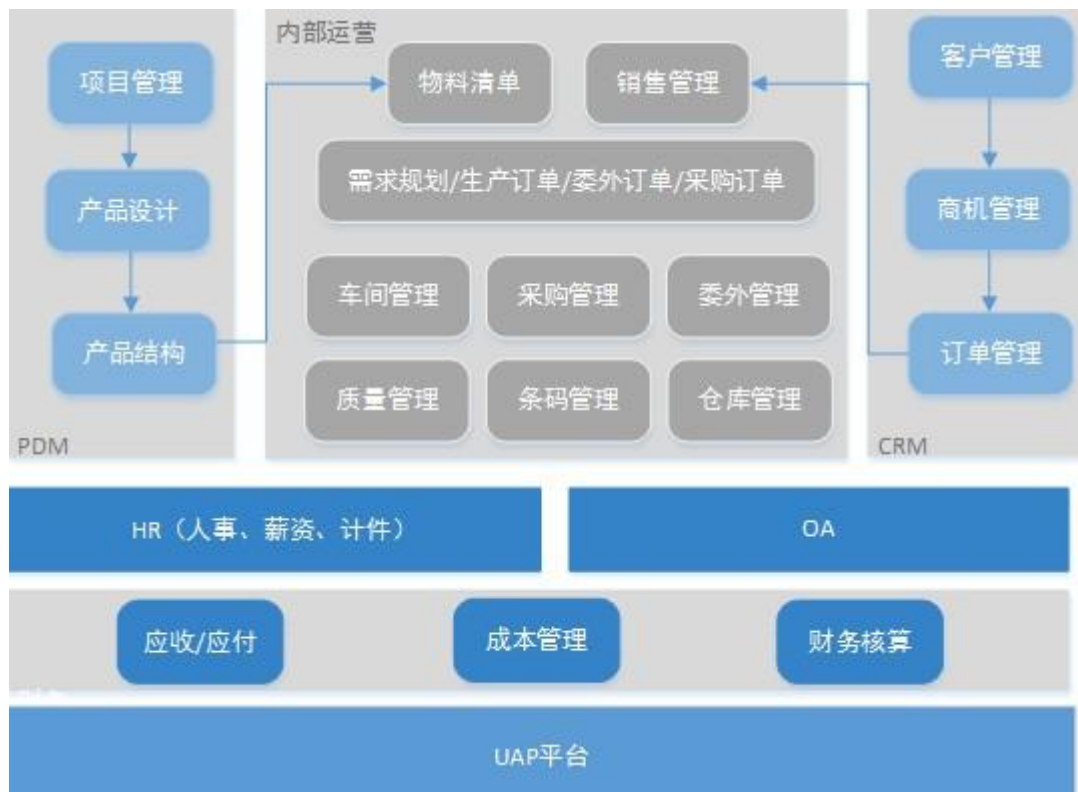 内部运营
项目管理
产品设计
产品结构
PDM
物料清单
销售管理
需求规划/生产订单/委外订单/采购订单
车间管理
采购管理
委外管理
质量管理
条码管理
仓库管理
客户管理
商机管理
订单管理
CRM
HR（人事、薪资、计件）
OA
应收/应付
成本管理
财务核算
UAP平台